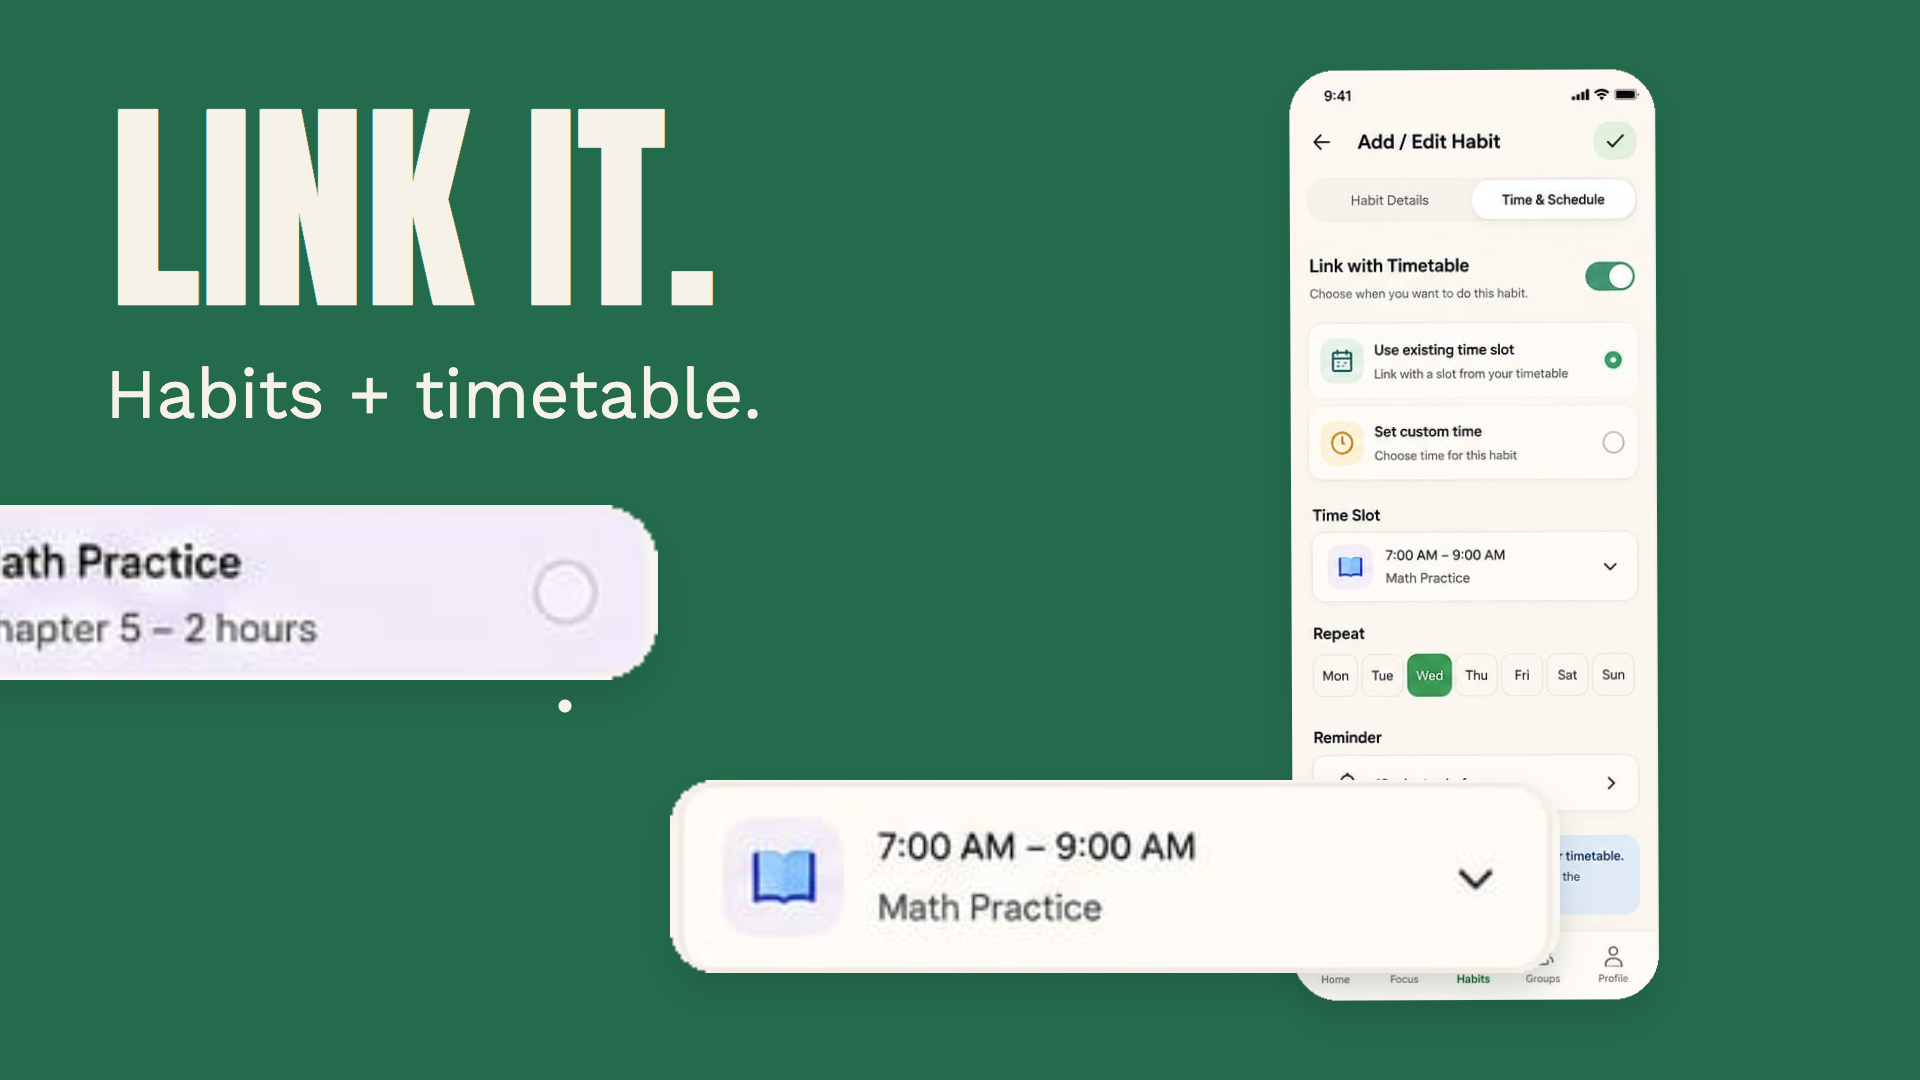 LINK IT.
Habits + timetable.
ath Practice
hapter 5 – 2 hours
9:41
Add / Edit Habit
Habit Details
Time & Schedule
Link with Timetable
Choose when you want to do this habit.
Use existing time slot
Link with a slot from your timetable
Set custom time
Choose time for this habit
Time Slot
7:00 AM – 9:00 AM
Math Practice
Repeat
Mon Tue Wed Thu Fri Sat Sun
Reminder
7:00 AM – 9:00 AM
Math Practice
timetable.
the
Home Focus Habits Groups Profile